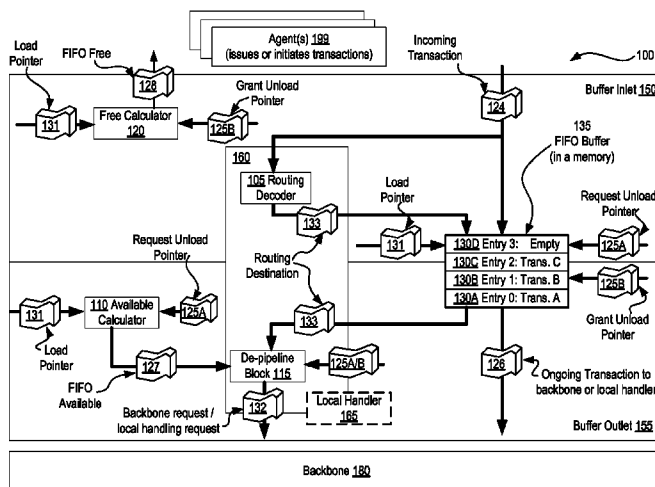 Agent(s) 199
(issues or initiates transactions)
100
Load
Pointer
FIFO Free
128
Incoming
Transaction
Buffer Inlet 150
Grant Unload
Pointer
124
131
Free Calculator
120
125B
135
FIFO Buffer
(in a memory)
160
105 Routing
Decoder
Load
Pointer
Request Unload
Pointer
133
131
130D Entry 3: Empty
125A
Request Unload
Pointer
Routing
Destination
130C Entry 2: Trans. C
130B Entry 1: Trans. B
125B
130A Entry 0: Trans. A
131
110 Available
Calculator
125A
133
Grant Unload
Pointer
Load
Pointer
127
De-pipeline
Block 115
125A/B
126
Ongoing Transaction to
backbone or local handler
FIFO
Available
Backbone request /
local handling request
132
Local Handler
165
Buffer Outlet 155
Backbone 180